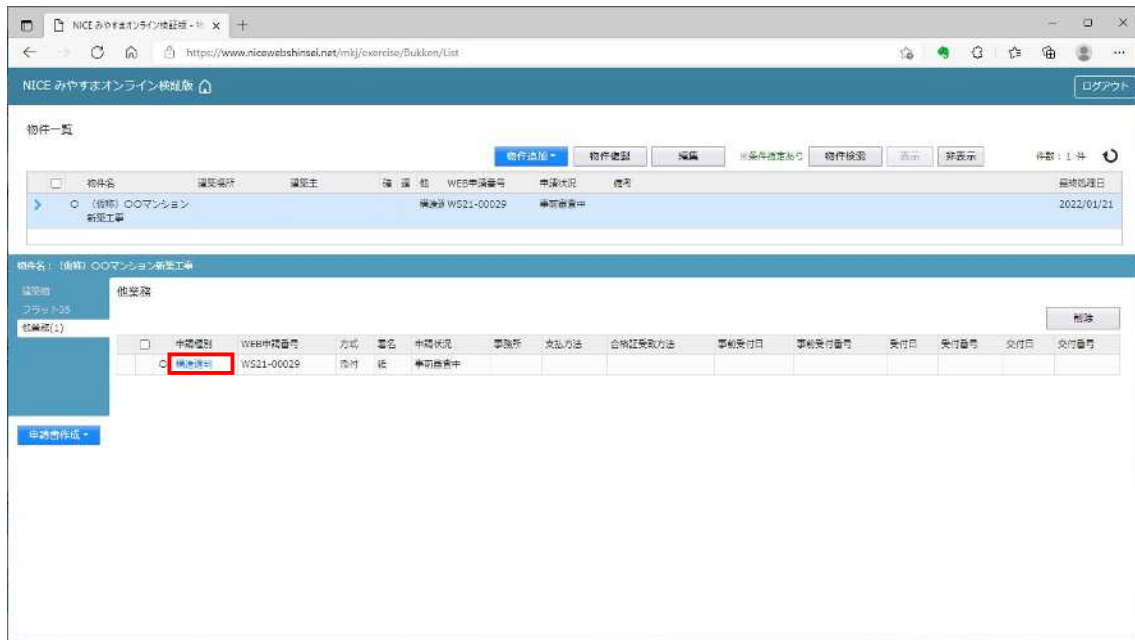 NICE みやすまオンライン検証版 -
https://www.nicewebshinsei.net/mkj/exercise/Bukken/List
NICE みやすまオンライン検証版
ログアウト
物件一覧
物件追加 物件複製 編集 ※条件指定あり 物件検索 表示 非表示 件数：1 件
物件名 建築場所 建築主 確 適 他 WEB申請番号 申請状況 備考 最終処理日
（仮称）〇〇マンション 構造適 WS21-00029 事前審査中 2022/01/21
新築工事
物件名：（仮称）〇〇マンション新築工事
建築物
フラット35
他業務(1)
他業務
削除
申請種別 WEB申請番号 方式 署名 申請状況 事務所 支払方法 合格証受取方法 事前受付日 事前受付番号 受付日 受付番号 交付日 交付番号
構造適判 WS21-00029 添付 紙 事前審査中
申請書作成